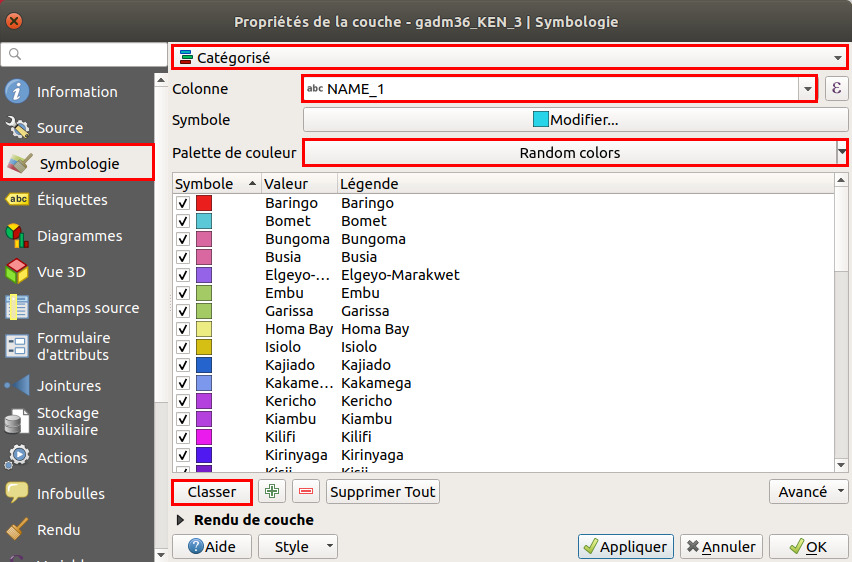 Propriétés de la couche - gadm36_KEN_3 | Symbologie
Information
Source
Symbologie
abc Étiquettes
Diagrammes
Vue 3D
Champs source
Formulaire
d'attributs
Jointures
Stockage
auxiliaire
Actions
Infobulles
Rendu
Catégorisé
Colonne abc NAME_1 ε
Symbole Modifier...
Palette de couleur Random colors
Symbole Valeur Légende
Baringo Baringo
Bomet Bomet
Bungoma Bungoma
Busia Busia
Elgeyo-... Elgeyo-Marakwet
Embu Embu
Garissa Garissa
Homa Bay Homa Bay
Isiolo Isiolo
Kajiado Kajiado
Kakame... Kakamega
Kericho Kericho
Kiambu Kiambu
Kilifi Kilifi
Kirinyaga Kirinyaga
Kisii Kisii
Classer Supprimer Tout Avancé
Rendu de couche
Aide Style Appliquer Annuler OK